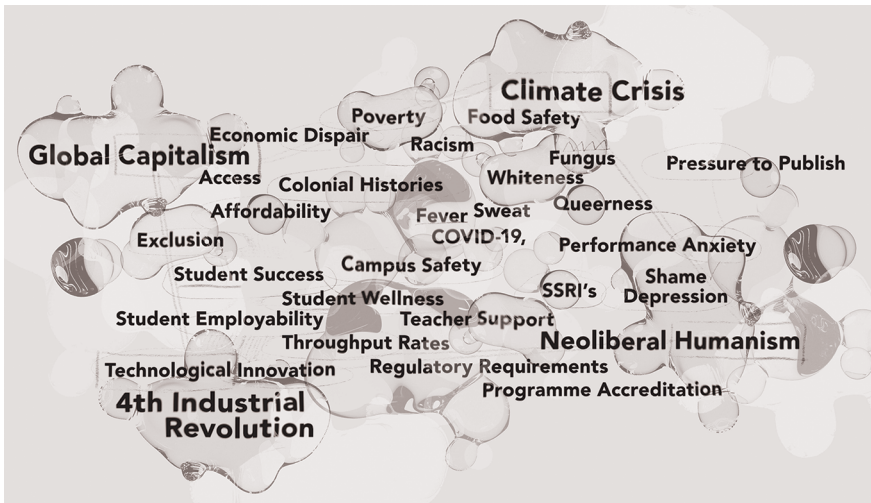 Climate Crisis
Poverty
Food Safety
Economic Dispair
Racism
Global Capitalism
Fungus
Pressure to Publish
Access
Colonial Histories
Whiteness
Affordability
Fever Sweat
Queerness
COVID-19,
Exclusion
Performance Anxiety
Campus Safety
Student Success
Shame
Depression
SSRI's
Student Wellness
Student Employability
Teacher Support
Throughput Rates
Neoliberal Humanism
Technological Innovation
Regulatory Requirements
Programme Accreditation
4th Industrial
Revolution